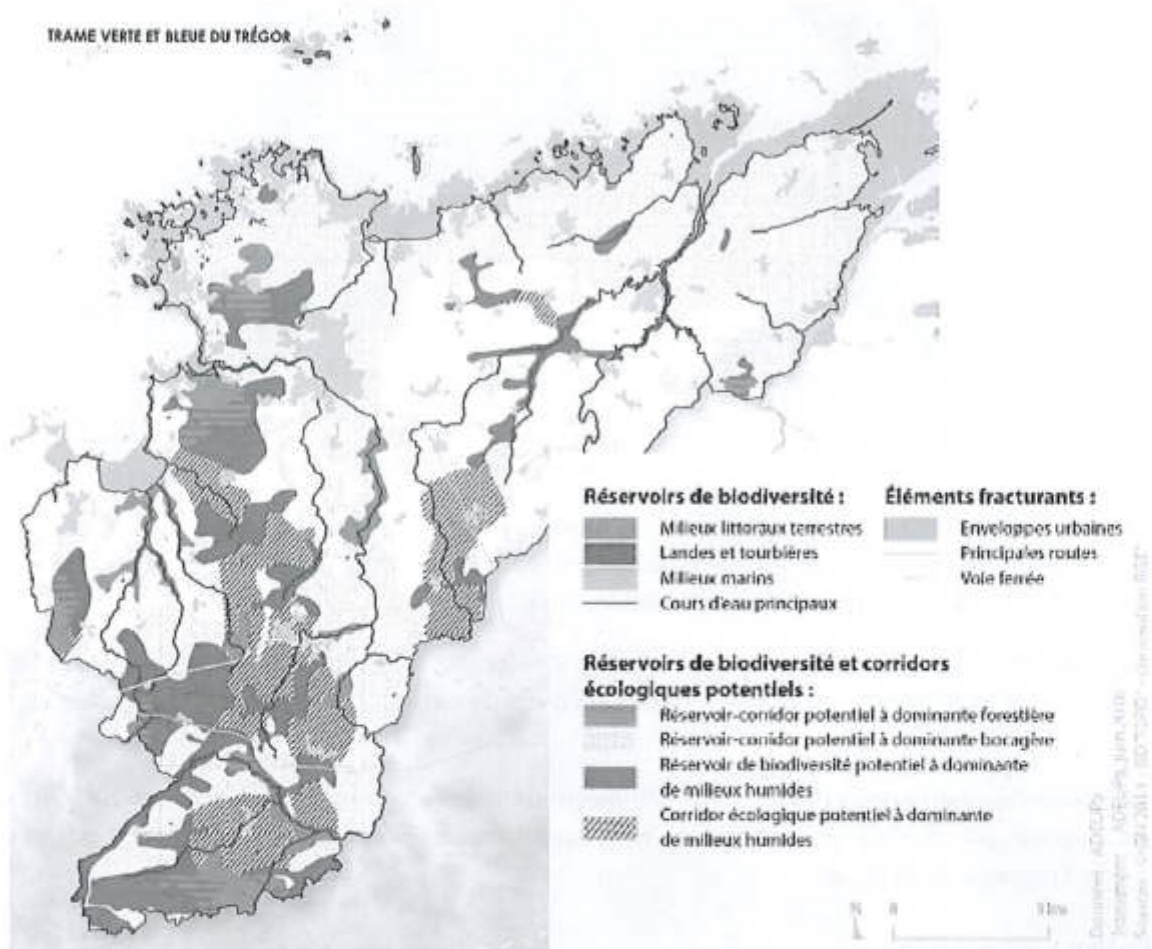 TRAME VERTE ET BLEUE DU TRÉGOR
Réservoirs de biodiversité :
Milieux littoraux terrestres
Landes et tourbières
Milieux marins
Cours d'eau principaux
Éléments fracturants :
Enveloppes urbaines
Principales routes
Voie ferrée
Réservoirs de biodiversité et corridors
écologiques potentiels :
Réservoir-corridor potentiel à dominante forestière
Réservoir-corridor potentiel à dominante bocagère
Réservoir de biodiversité potentiel à dominante
de milieux humides
Corridor écologique potentiel à dominante
de milieux humides
N